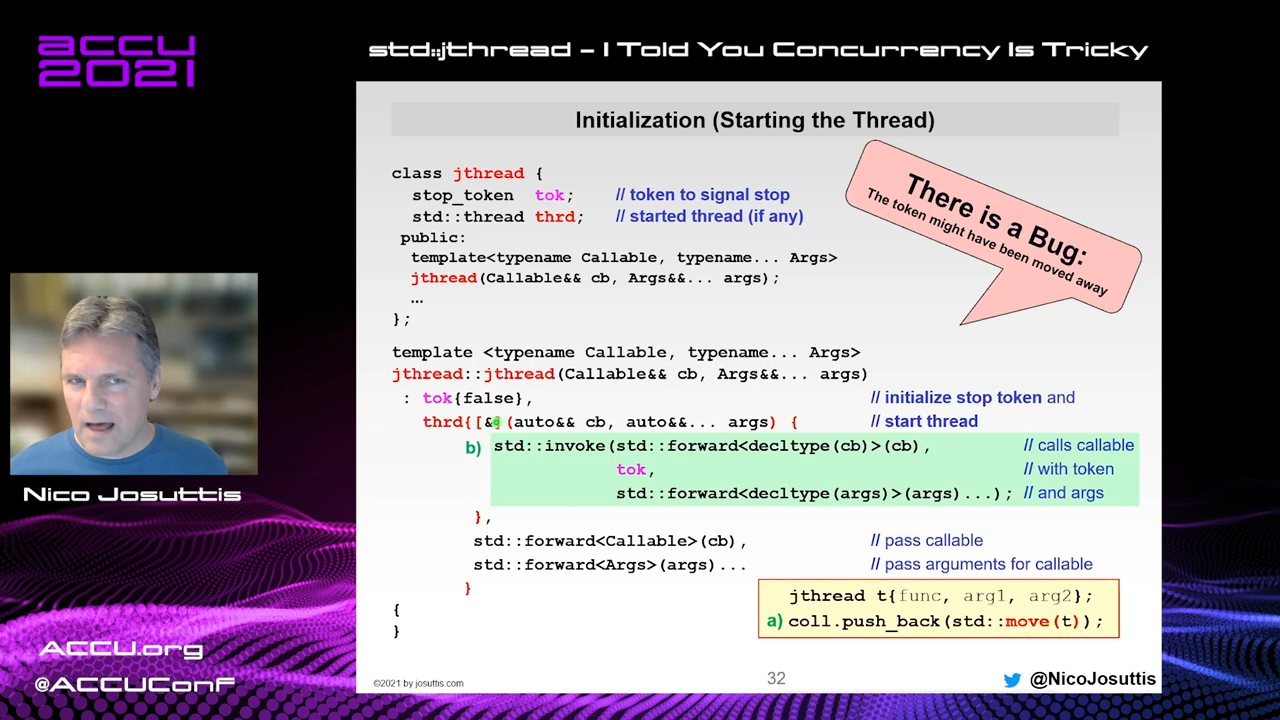 accu
2021
std::jthread – I Told You Concurrency Is Tricky
Initialization (Starting the Thread)
class jthread {
stop_token tok; // token to signal stop
std::thread thrd; // started thread (if any)
public:
template<typename Callable, typename... Args>
jthread(Callable&& cb, Args&&... args);
...
};
There is a Bug:
The token might have been moved away
template <typename Callable, typename... Args>
jthread::jthread(Callable&& cb, Args&&... args)
: tok{false}, // initialize stop token and
thrd{[&](auto&& cb, auto&&... args) { // start thread
b) std::invoke(std::forward<decltype(cb)>(cb), // calls callable
tok, // with token
std::forward<decltype(args)>(args)...); // and args
},
std::forward<Callable>(cb), // pass callable
std::forward<Args>(args)... // pass arguments for callable
}
{
}
jthread t{func, arg1, arg2};
a) coll.push_back(std::move(t));
Nico Josuttis
ACCU.org
@ACCUConf
©2021 by josuttis.com
32
@NicoJosuttis